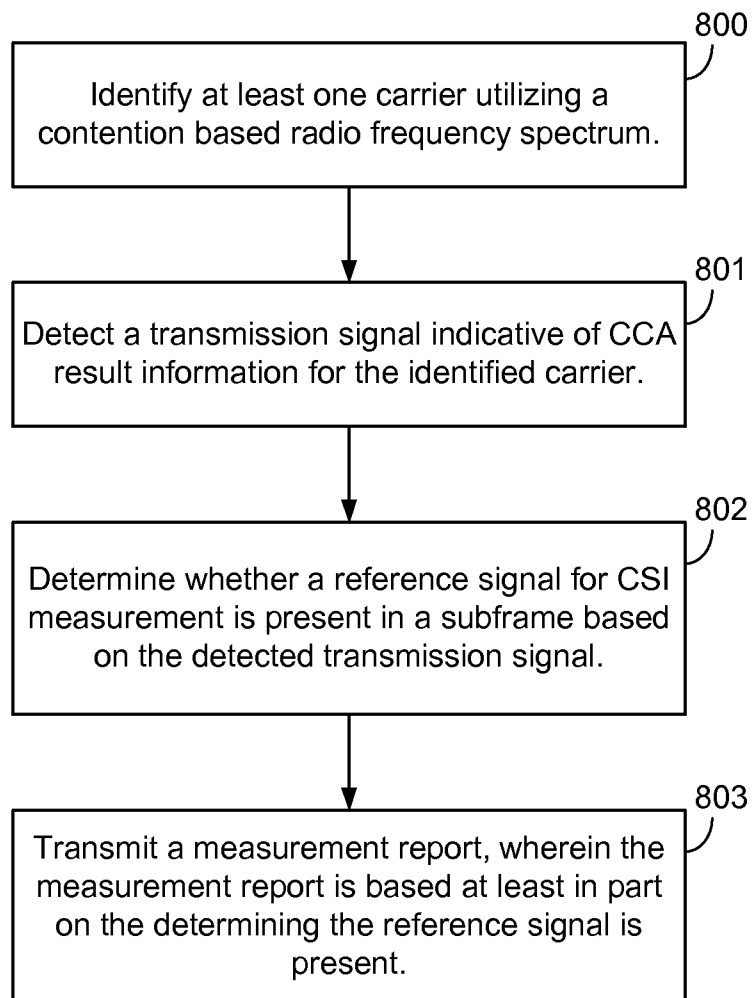 800
Identify at least one carrier utilizing a
contention based radio frequency spectrum.
801
Detect a transmission signal indicative of CCA
result information for the identified carrier.
802
Determine whether a reference signal for CSI
measurement is present in a subframe based
on the detected transmission signal.
803
Transmit a measurement report, wherein the
measurement report is based at least in part
on the determining the reference signal is
present.